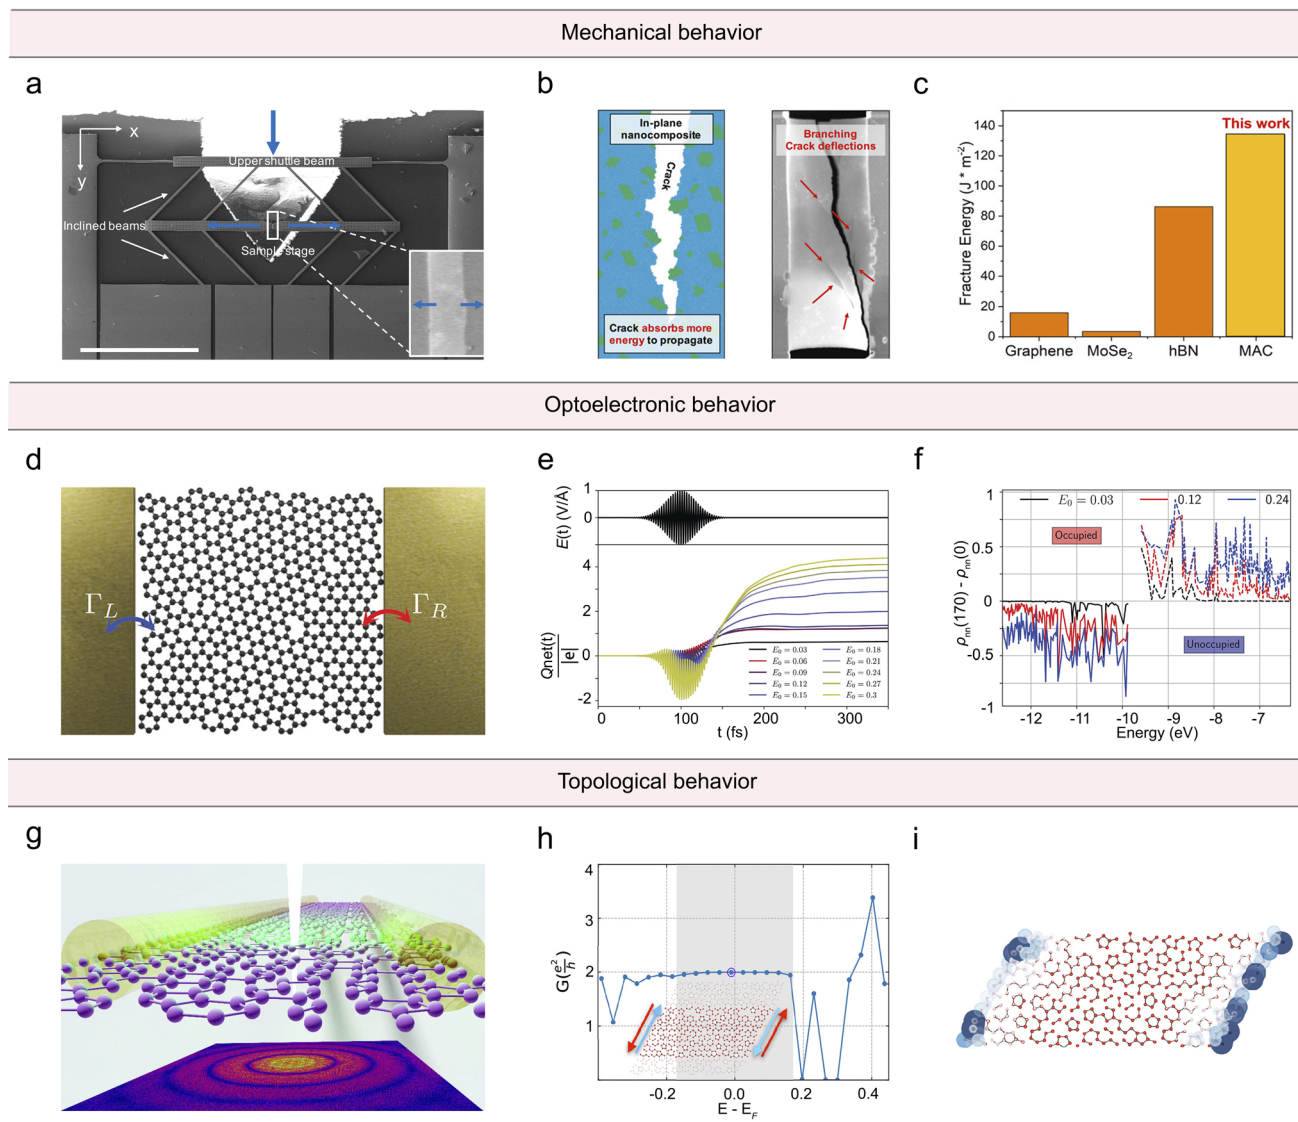 Mechanical behavior
a
x
y
Upper shuttle beam
Inclined beams
Sample stage
b
In-plane
nanocomposite
Crack
Crack absorbs more
energy to propagate
Branching
Crack deflections
c
This work
Fracture Energy (J * m⁻²)
140
120
100
80
60
40
20
0
Graphene
MoSe₂
hBN
MAC
Optoelectronic behavior
d
Γ_L
Γ_R
e
E(t) (V/Å)
1
0
Qnet(t)
|e|
4
2
0
-2
E₀ = 0.03
E₀ = 0.06
E₀ = 0.09
E₀ = 0.12
E₀ = 0.15
E₀ = 0.18
E₀ = 0.21
E₀ = 0.24
E₀ = 0.27
E₀ = 0.3
0
100
200
300
t (fs)
f
E₀ = 0.03
0.12
0.24
Occupied
Unoccupied
ρₙₙ(170) - ρₙₙ(0)
1
0.5
0
-0.5
-1
-12
-11
-10
-9
-8
-7
Energy (eV)
Topological behavior
g
h
G(e²/h)
4
3
2
1
-0.2
0.0
0.2
0.4
E - E_F
i